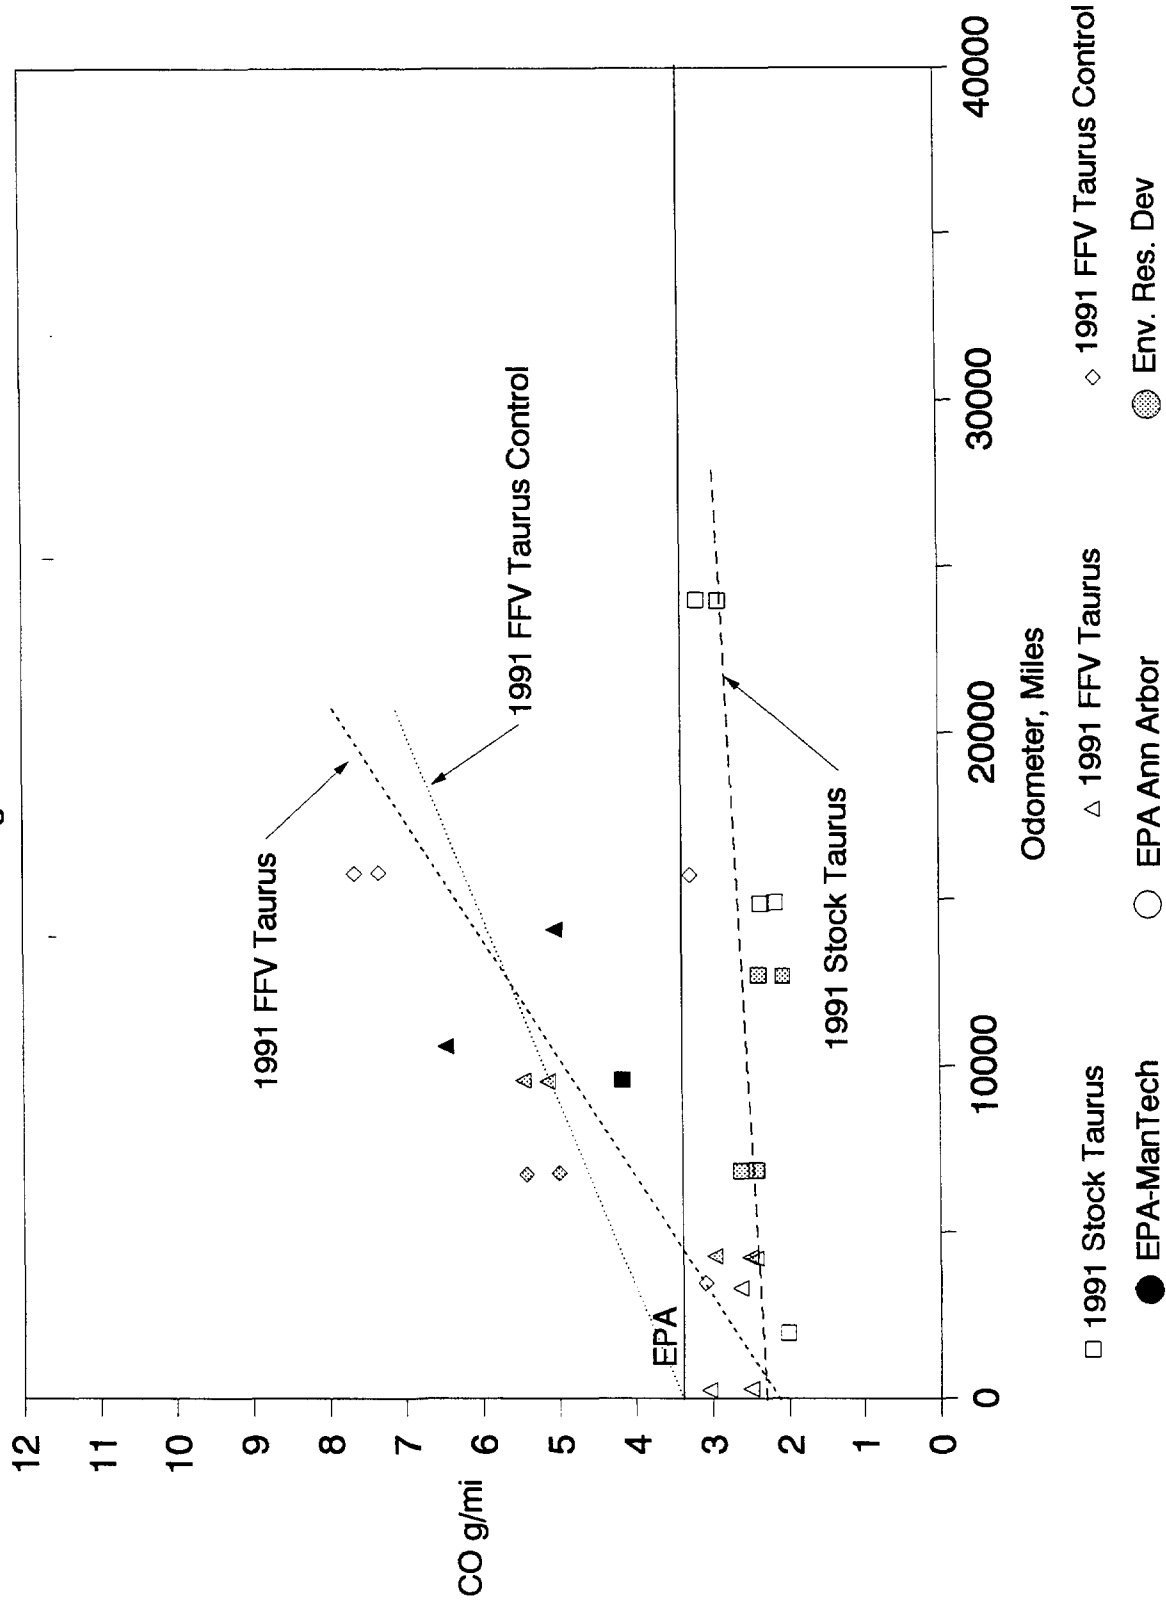 12
11
10
9
8
7
6
5
4
3
2
1
0
CO g/mi
1991 FFV Taurus
1991 FFV Taurus Control
EPA
1991 Stock Taurus
0
10000
20000
30000
40000
Odometer, Miles
1991 Stock Taurus
1991 FFV Taurus
1991 FFV Taurus Control
EPA-ManTech
EPA Ann Arbor
Env. Res. Dev